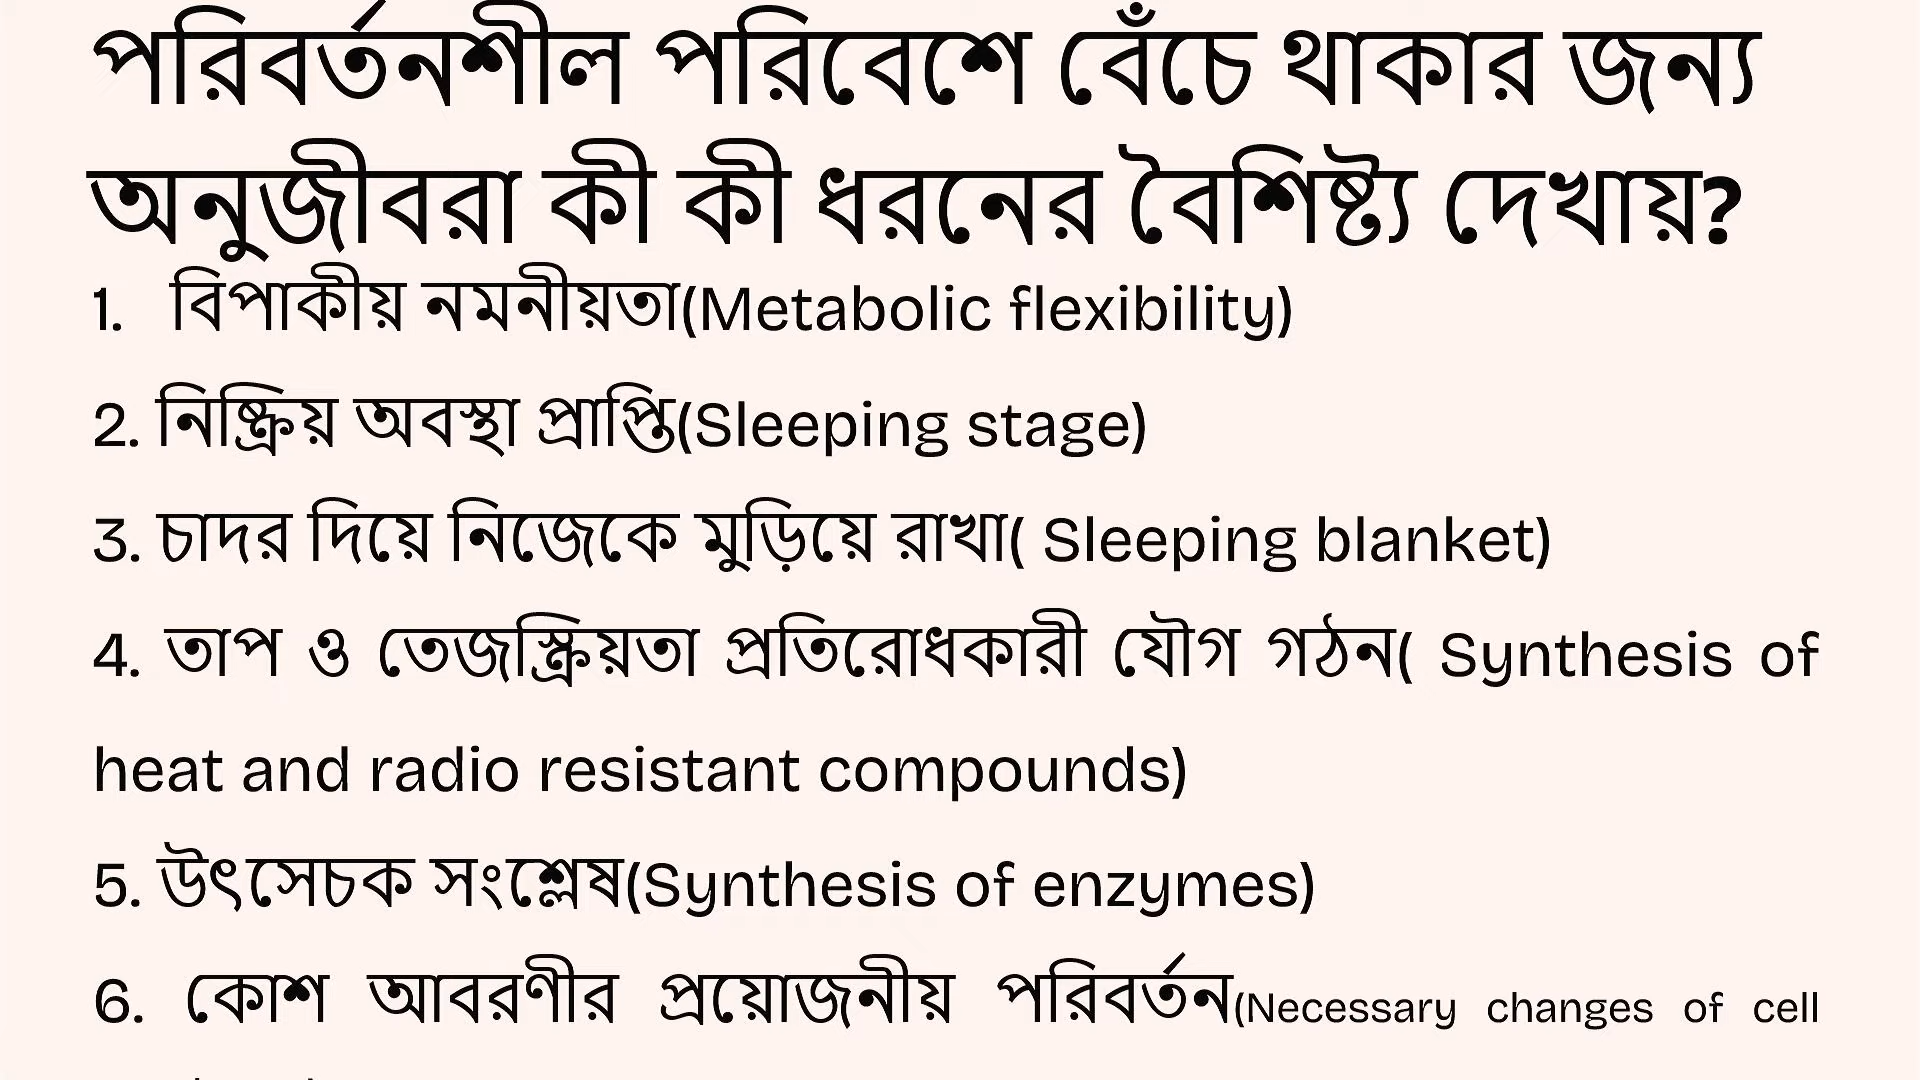 পরিবর্তনশীল পরিবেশে বেঁচে থাকার জন্য
অনুজীবরা কী কী ধরনের বৈশিষ্ট্য দেখায়?
1. বিপাকীয় নমনীয়তা(Metabolic flexibility)
2. নিষ্ক্রিয় অবস্থা প্রাপ্তি(Sleeping stage)
3. চাদর দিয়ে নিজেকে মুড়িয়ে রাখা( Sleeping blanket)
4. তাপ ও তেজস্ক্রিয়তা প্রতিরোধকারী যৌগ গঠন( Synthesis of
heat and radio resistant compounds)
5. উৎসেচক সংশ্লেষ(Synthesis of enzymes)
6. কোশ আবরণীর প্রয়োজনীয় পরিবর্তন(Necessary changes of cell